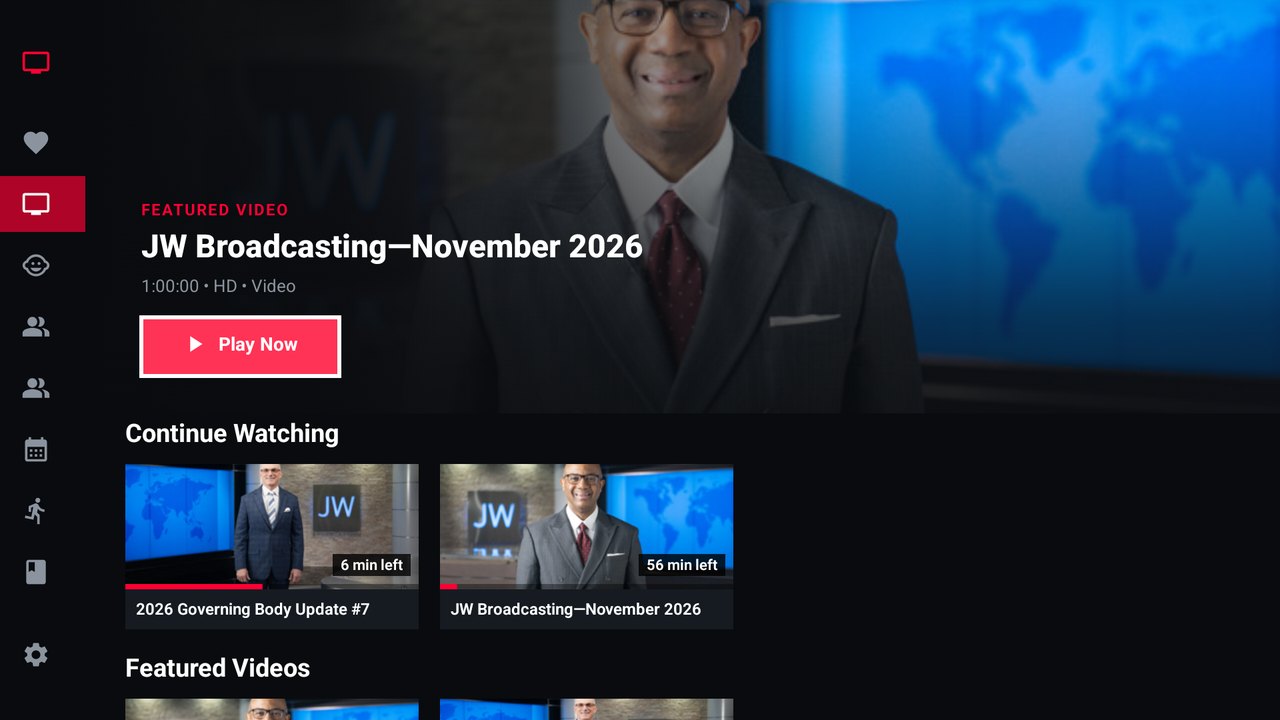 JW
FEATURED VIDEO
JW Broadcasting—November 2026
1:00:00 • HD • Video
Play Now
Continue Watching
JW
6 min left
2026 Governing Body Update #7
JW
56 min left
JW Broadcasting—November 2026
Featured Videos